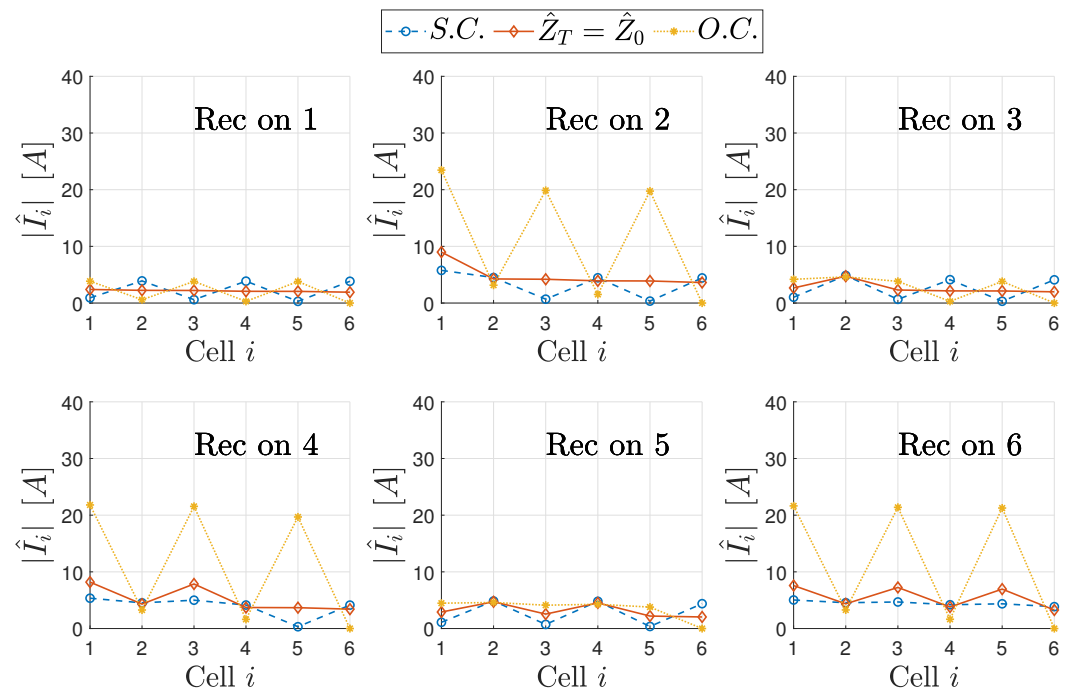 S.C. Ẑ_T = Ẑ_0 O.C.
Rec on 1
|Î_i| [A]
40
30
20
10
0
1 2 3 4 5 6
Cell i
Rec on 2
|Î_i| [A]
40
30
20
10
0
1 2 3 4 5 6
Cell i
Rec on 3
|Î_i| [A]
40
30
20
10
0
1 2 3 4 5 6
Cell i
Rec on 4
|Î_i| [A]
40
30
20
10
0
1 2 3 4 5 6
Cell i
Rec on 5
|Î_i| [A]
40
30
20
10
0
1 2 3 4 5 6
Cell i
Rec on 6
|Î_i| [A]
40
30
20
10
0
1 2 3 4 5 6
Cell i